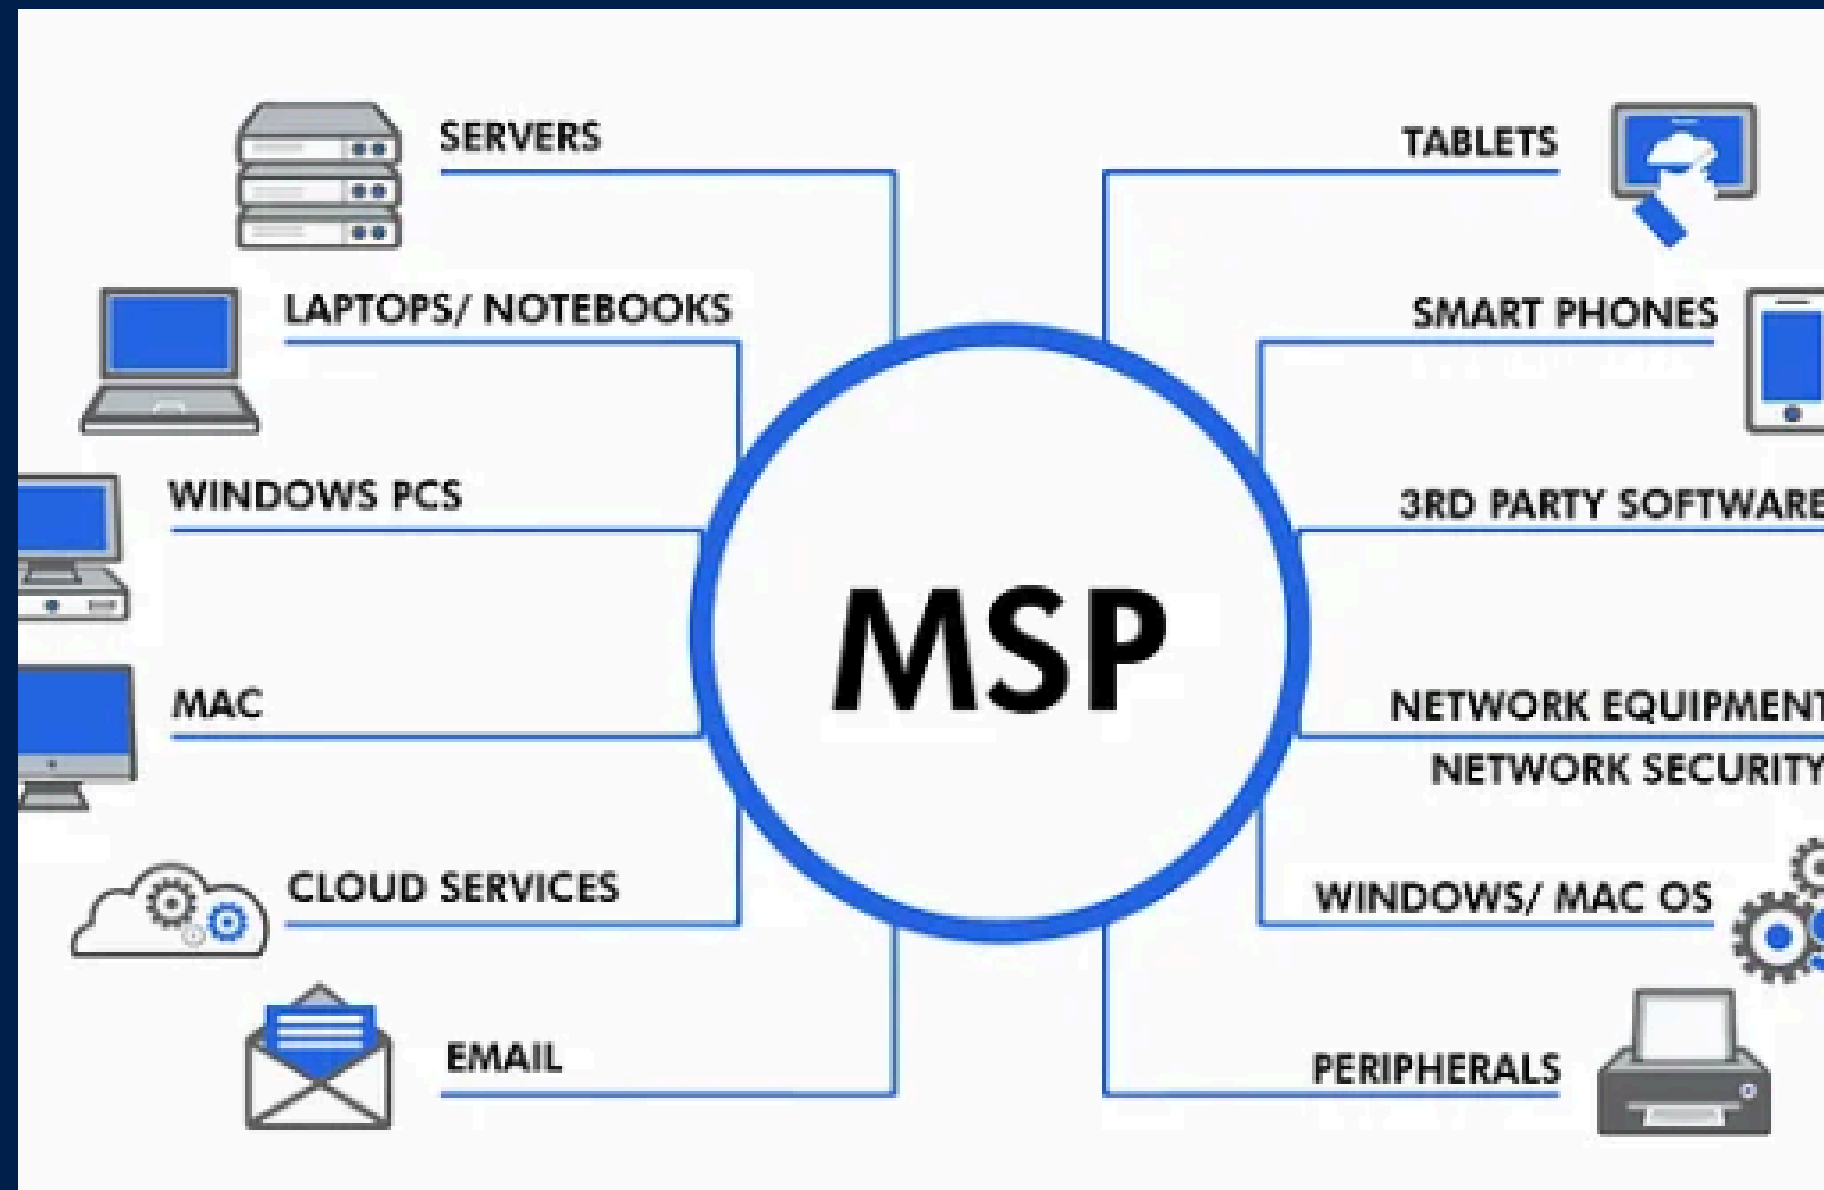 SERVERS
LAPTOPS/ NOTEBOOKS
WINDOWS PCS
MAC
CLOUD SERVICES
EMAIL
MSP
TABLETS
SMART PHONES
3RD PARTY SOFTWARE
NETWORK EQUIPMENT
NETWORK SECURITY
WINDOWS/ MAC OS
PERIPHERALS